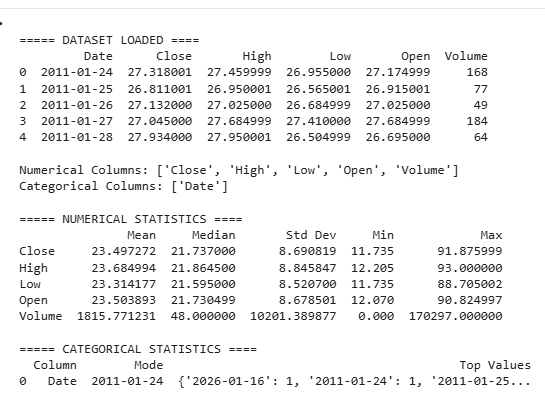 ===== DATASET LOADED ====
Date Close High Low Open Volume
0 2011-01-24 27.318001 27.459999 26.955000 27.174999 168
1 2011-01-25 26.811001 26.950001 26.565001 26.915001 77
2 2011-01-26 27.132000 27.025000 26.684999 27.025000 49
3 2011-01-27 27.045000 27.684999 27.410000 27.684999 184
4 2011-01-28 27.934000 27.950001 26.504999 26.695000 64
Numerical Columns: ['Close', 'High', 'Low', 'Open', 'Volume']
Categorical Columns: ['Date']
===== NUMERICAL STATISTICS ====
Mean Median Std Dev Min Max
Close 23.497272 21.737000 8.690819 11.735 91.875999
High 23.684994 21.864500 8.845847 12.205 93.000000
Low 23.314177 21.595000 8.520700 11.735 88.705002
Open 23.503893 21.730499 8.678501 12.070 90.824997
Volume 1815.771231 48.000000 10201.389877 0.000 170297.000000
===== CATEGORICAL STATISTICS ====
Column Mode Top Values
0 Date 2011-01-24 {'2026-01-16': 1, '2011-01-24': 1, '2011-01-25...